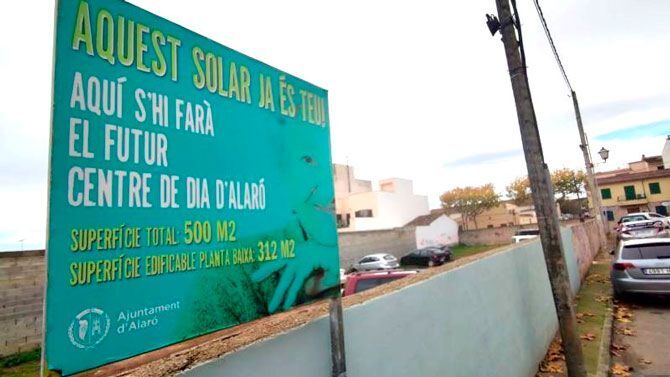 AQUEST SOLAR JA ÉS TEU!
AQUÍ S'HI FARÀ
EL FUTUR
CENTRE DE DIA D'ALARÓ
SUPERFÍCIE TOTAL: 500 M2
SUPERFÍCIE EDIFICABLE PLANTA BAIXA: 312 M2
Ajuntament
d'Alaró